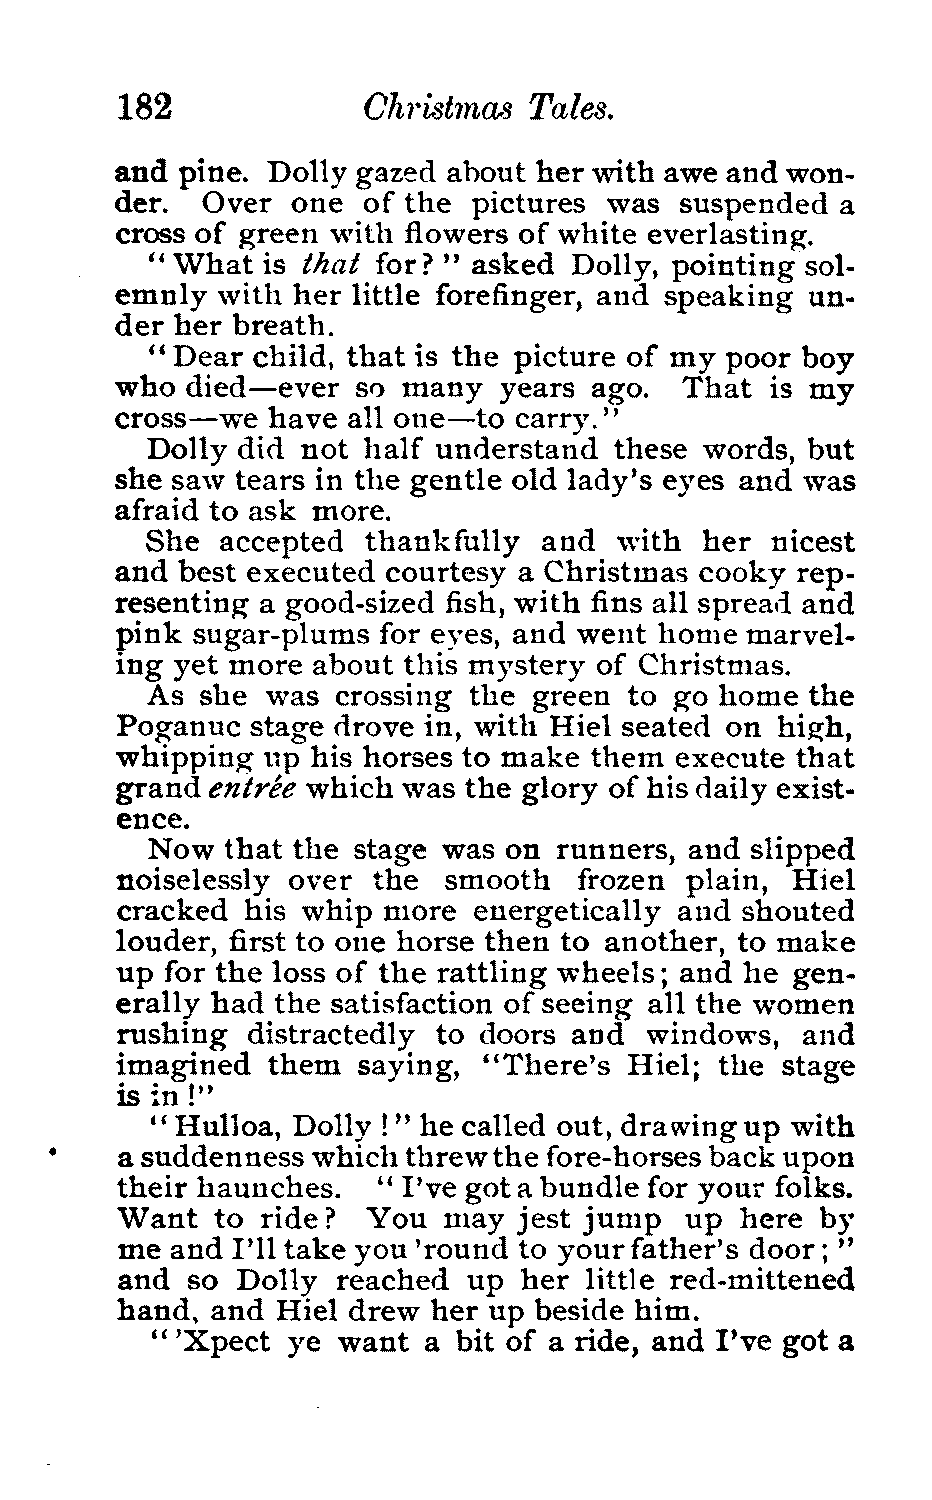 182 Christmas Tales.
and pine. Dolly gazed about her with awe and won-
der. Over one of the pictures was suspended a
cross of green with flowers of white everlasting.
"What is that for?" asked Dolly, pointing sol-
emnly with her little forefinger, and speaking un-
der her breath.
"Dear child, that is the picture of my poor boy
who died—ever so many years ago. That is my
cross—we have all one—to carry."
Dolly did not half understand these words, but
she saw tears in the gentle old lady's eyes and was
afraid to ask more.
She accepted thankfully and with her nicest
and best executed courtesy a Christmas cooky rep-
resenting a good-sized fish, with fins all spread and
pink sugar-plums for eyes, and went home marvel-
ing yet more about this mystery of Christmas.
As she was crossing the green to go home the
Poganuc stage drove in, with Hiel seated on high,
whipping up his horses to make them execute that
grand entrée which was the glory of his daily exist-
ence.
Now that the stage was on runners, and slipped
noiselessly over the smooth frozen plain, Hiel
cracked his whip more energetically and shouted
louder, first to one horse then to another, to make
up for the loss of the rattling wheels; and he gen-
erally had the satisfaction of seeing all the women
rushing distractedly to doors and windows, and
imagined them saying, "There's Hiel; the stage
is in!"
"Hulloa, Dolly!" he called out, drawing up with
a suddenness which threw the fore-horses back upon
their haunches. "I've got a bundle for your folks.
Want to ride? You may jest jump up here by
me and I'll take you 'round to your father's door;"
and so Dolly reached up her little red-mittened
hand, and Hiel drew her up beside him.
"'Xpect ye want a bit of a ride, and I've got a